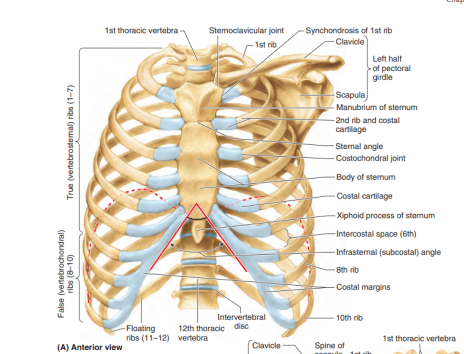 Chap
1st thoracic vertebra
Sternoclavicular joint
Synchondrosis of 1st rib
1st rib
Clavicle
Left half
of pectoral
girdle
Scapula
Manubrium of sternum
2nd rib and costal
cartilage
Sternal angle
Costochondral joint
Body of sternum
Costal cartilage
Xiphoid process of sternum
Intercostal space (6th)
Infrasternal (subcostal) angle
8th rib
Costal margins
10th rib
True (vertebrosternal) ribs (1–7)
False (vertebrochondral)
ribs (8–10)
Floating
ribs (11–12)
12th thoracic
vertebra
Intervertebral
disc
(A) Anterior view
Clavicle
Spine of
scapula
1st rib
1st thoracic vertebra